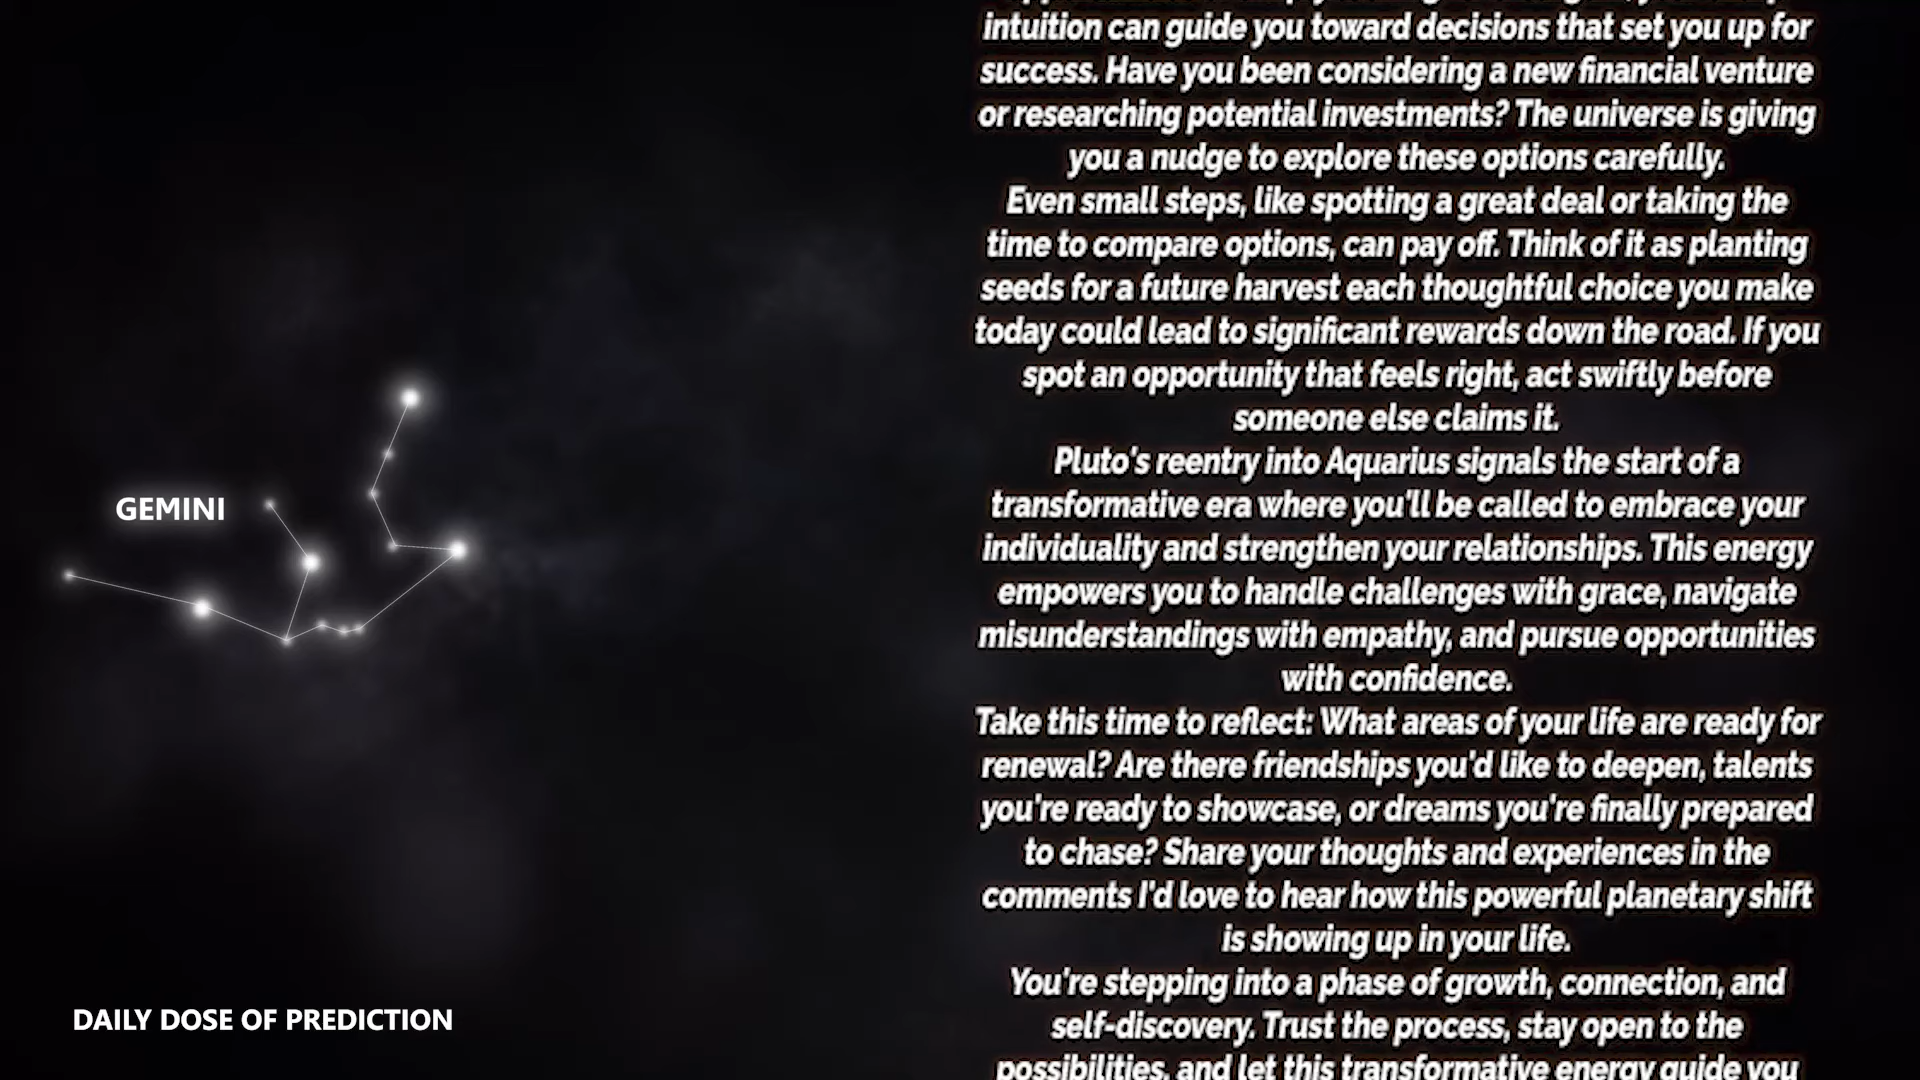 intuition can guide you toward decisions that set you up for
success. Have you been considering a new financial venture
or researching potential investments? The universe is giving
you a nudge to explore these options carefully.
Even small steps, like spotting a great deal or taking the
time to compare options, can pay off. Think of it as planting
seeds for a future harvest each thoughtful choice you make
today could lead to significant rewards down the road. If you
spot an opportunity that feels right, act swiftly before
someone else claims it.
Pluto's reentry into Aquarius signals the start of a
transformative era where you'll be called to embrace your
individuality and strengthen your relationships. This energy
empowers you to handle challenges with grace, navigate
misunderstandings with empathy, and pursue opportunities
with confidence.
Take this time to reflect: What areas of your life are ready for
renewal? Are there friendships you'd like to deepen, talents
you're ready to showcase, or dreams you're finally prepared
to chase? Share your thoughts and experiences in the
comments I'd love to hear how this powerful planetary shift
is showing up in your life.
You're stepping into a phase of growth, connection, and
self-discovery. Trust the process, stay open to the
possibilities, and let this transformative energy guide you
GEMINI
DAILY DOSE OF PREDICTION